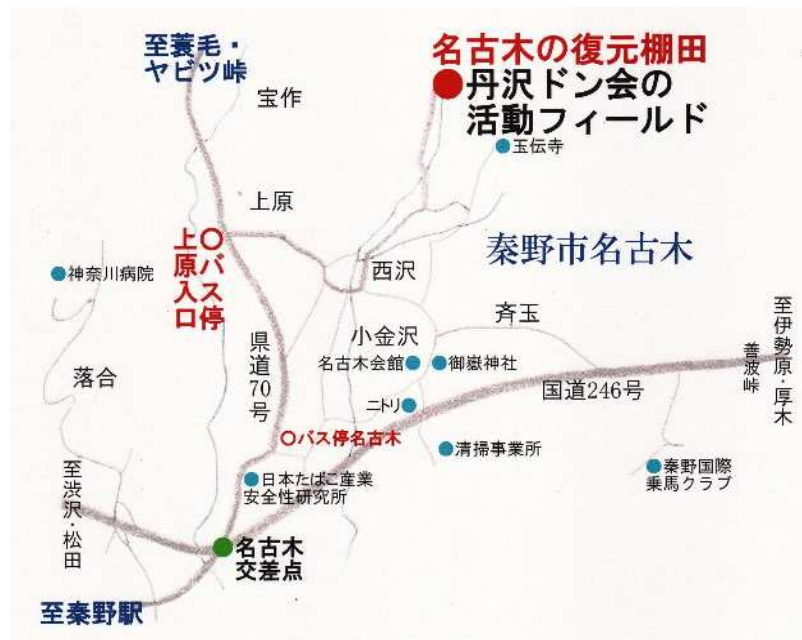 至蓑毛・
ヤビツ峠
名古木の復元棚田
●丹沢ドン会の
活動フィールド
宝作
玉伝寺
上原
秦野市名古木
○バス停
上原入口
西沢
神奈川病院
斉玉
至伊勢原・厚木
善波峠
小金沢
県道70号
名古木会館
御嶽神社
落合
国道246号
ニトリ
○バス停名古木
清掃事業所
至渋沢・松田
日本たばこ産業
安全性研究所
秦野国際
乗馬クラブ
名古木
交差点
至秦野駅